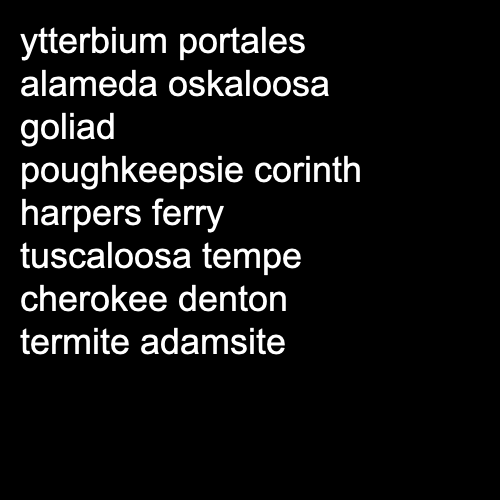 ytterbium portales
alameda oskaloosa
goliad
poughkeepsie corinth
harpers ferry
tuscaloosa tempe
cherokee denton
termite adamsite